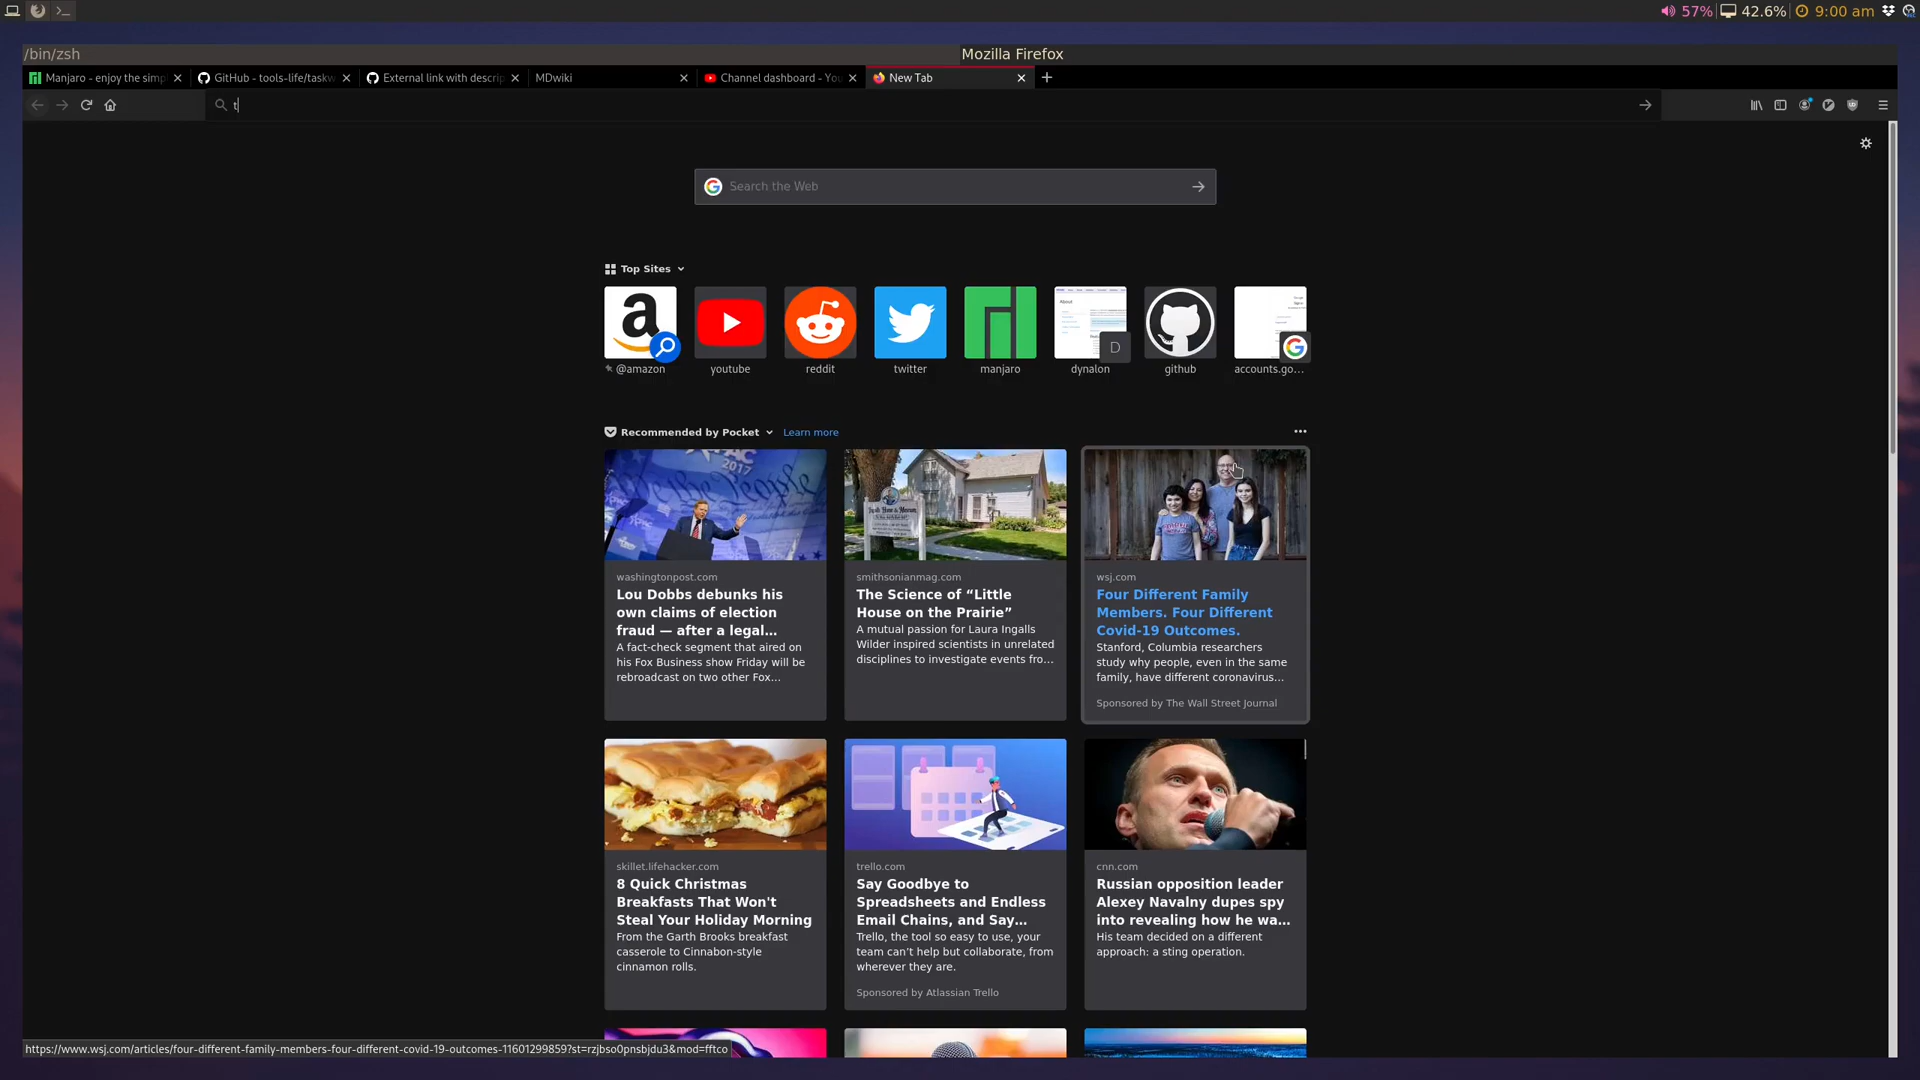 57% 42.6% 9:00 am
/bin/zsh
Mozilla Firefox
Manjaro - enjoy the simp
GitHub - tools-life/taskw
External link with descrip
MDwiki
Channel dashboard - You
New Tab
t
Search the Web
Top Sites
@amazon
youtube
reddit
twitter
manjaro
D
dynalon
github
accounts.go...
Recommended by Pocket
Learn more
washingtonpost.com
Lou Dobbs debunks his
own claims of election
fraud — after a legal...
A fact-check segment that aired on
his Fox Business show Friday will be
rebroadcast on two other Fox...
smithsonianmag.com
The Science of “Little
House on the Prairie”
A mutual passion for Laura Ingalls
Wilder inspired scientists in unrelated
disciplines to investigate events fro...
wsj.com
Four Different Family
Members. Four Different
Covid-19 Outcomes.
Stanford, Columbia researchers
study why people, even in the same
family, have different coronavirus...
Sponsored by The Wall Street Journal
skillet.lifehacker.com
8 Quick Christmas
Breakfasts That Won't
Steal Your Holiday Morning
From the Garth Brooks breakfast
casserole to Cinnabon-style
cinnamon rolls.
trello.com
Say Goodbye to
Spreadsheets and Endless
Email Chains, and Say...
Trello, the tool so easy to use, your
team can’t help but collaborate, from
wherever they are.
Sponsored by Atlassian Trello
cnn.com
Russian opposition leader
Alexey Navalny dupes spy
into revealing how he wa...
His team decided on a different
approach: a sting operation.
https://www.wsj.com/articles/four-different-family-members-four-different-covid-19-outcomes-11601299859?st=rzjbso0pnsbjdu3&mod=fftco